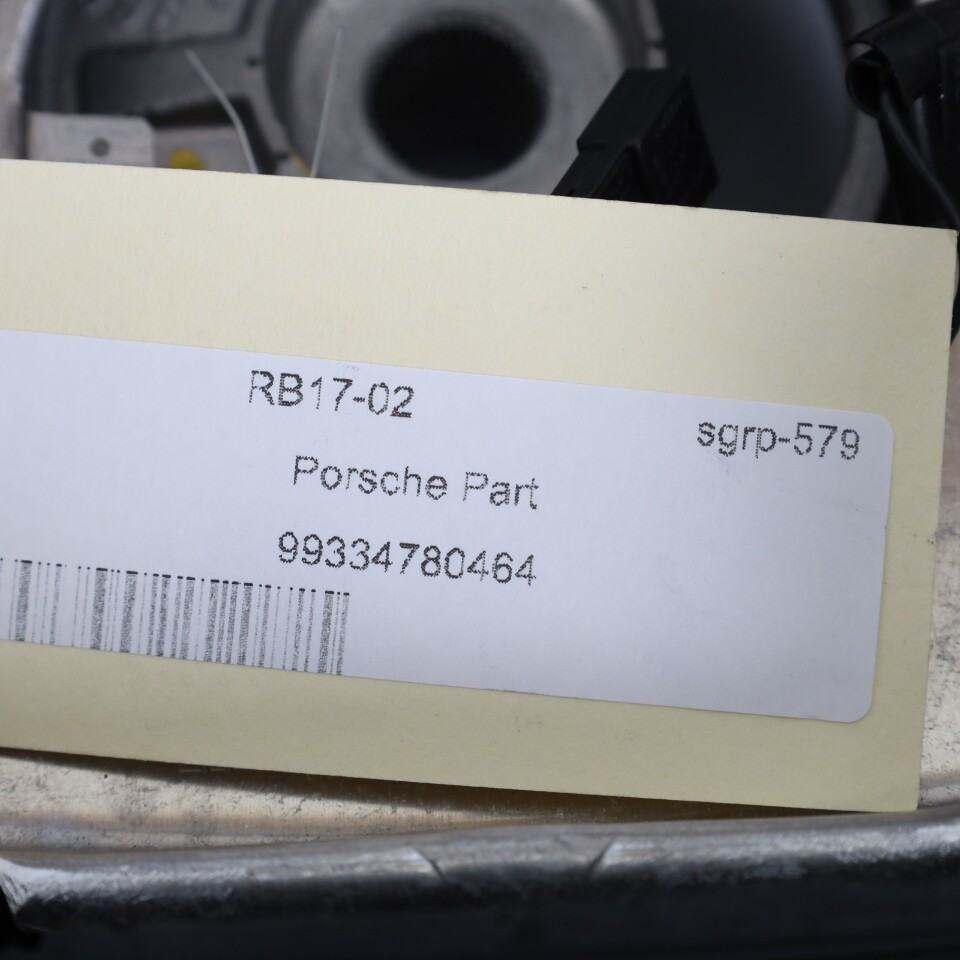 RB17-02
sgrp-579
Porsche Part
99334780464